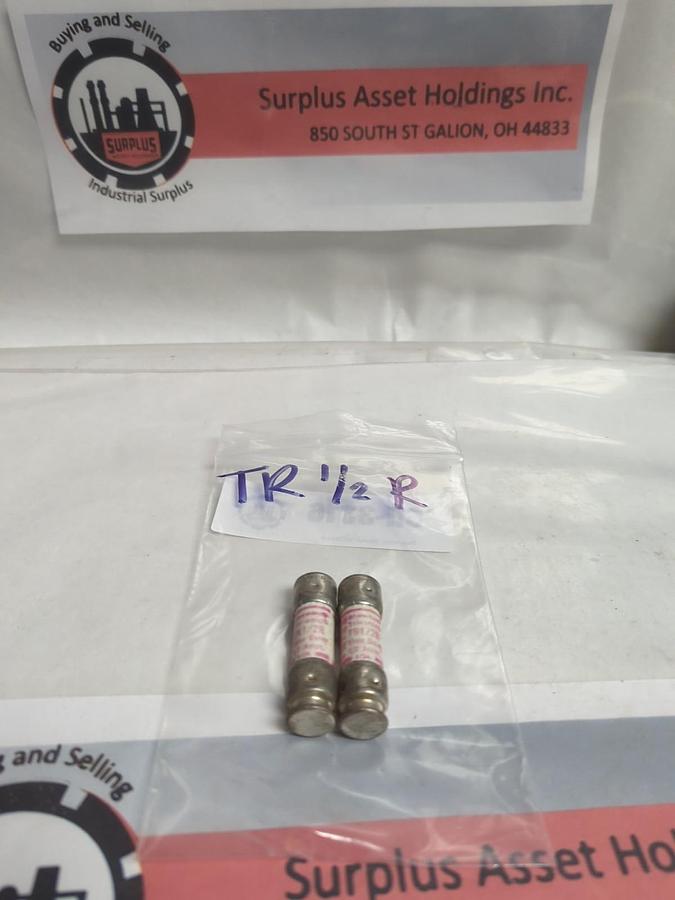 Buying and Selling
Surplus Asset Holdings Inc.
850 SOUTH ST GALION, OH 44833
SURPLUS
Industrial Surplus
TR 1/2 R
and Selling
Surplus Asset Ho